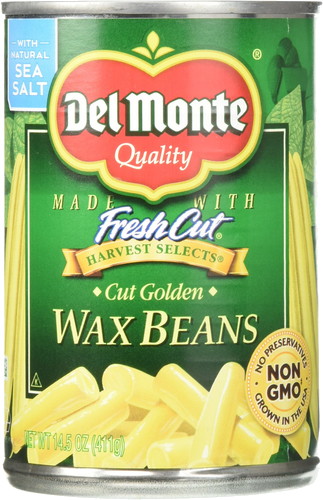 WITH
NATURAL
SEA
SALT
Del Monte®
Quality
MADE WITH
Fresh Cut®
HARVEST SELECTS®
Cut Golden
WAX BEANS
NO PRESERVATIVES
NON
GMO
GROWN IN THE USA
NET WT 14.5 OZ (411g)
K